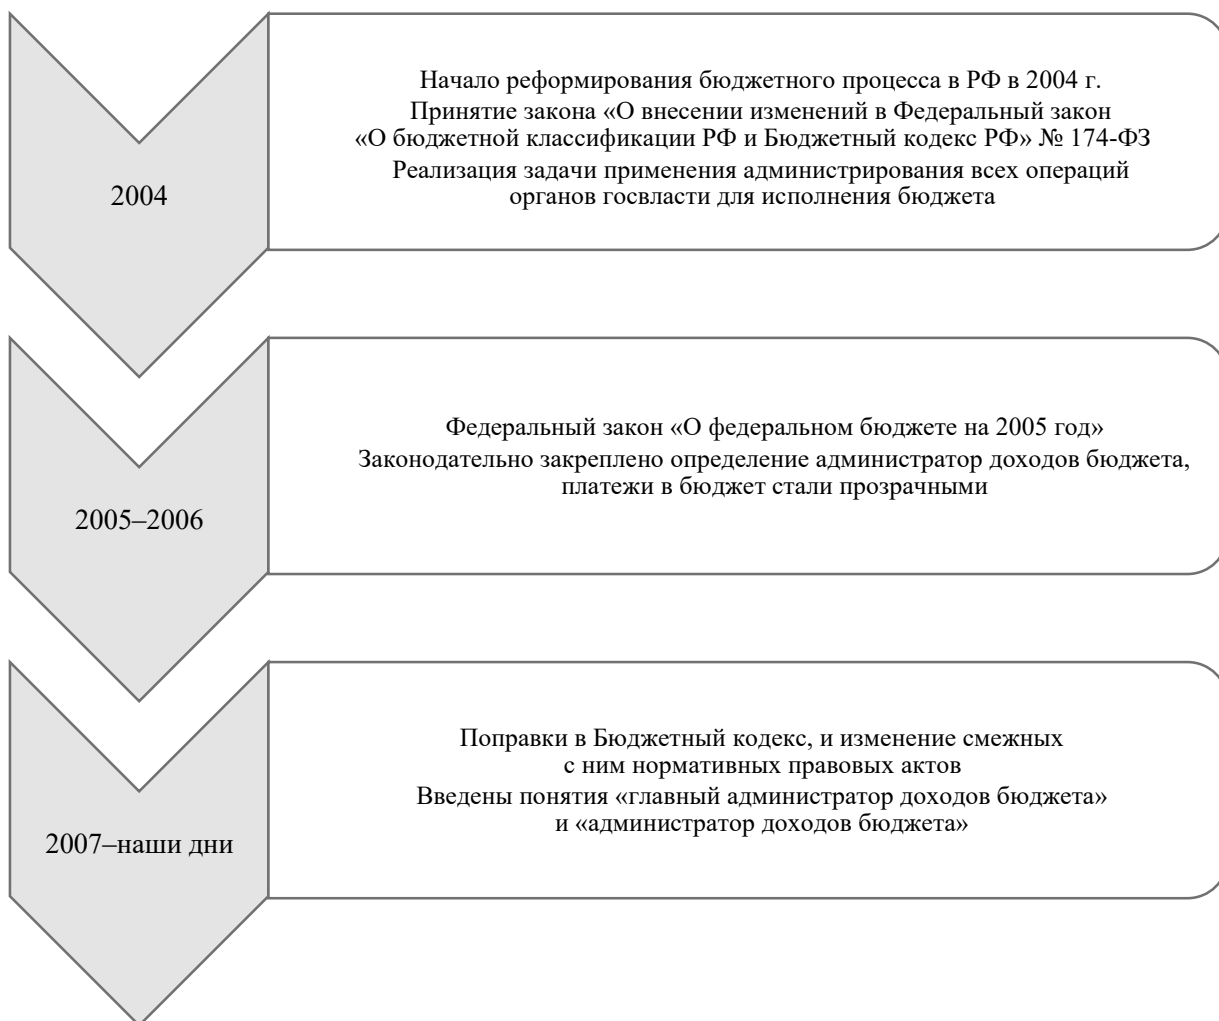 2004
Начало реформирования бюджетного процесса в РФ в 2004 г.
Принятие закона «О внесении изменений в Федеральный закон
«О бюджетной классификации РФ и Бюджетный кодекс РФ» № 174-ФЗ
Реализация задачи применения администрирования всех операций
органов госвласти для исполнения бюджета
2005–2006
Федеральный закон «О федеральном бюджете на 2005 год»
Законодательно закреплено определение администратор доходов бюджета,
платежи в бюджет стали прозрачными
2007–наши дни
Поправки в Бюджетный кодекс, и изменение смежных
с ним нормативных правовых актов
Введены понятия «главный администратор доходов бюджета»
и «администратор доходов бюджета»